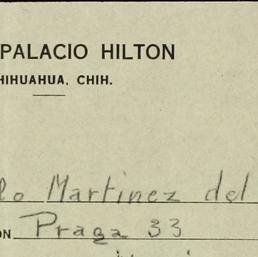 PALACIO HILTON
HIHUAHUA, CHIH.
lo Martinez del
ON Praga 33